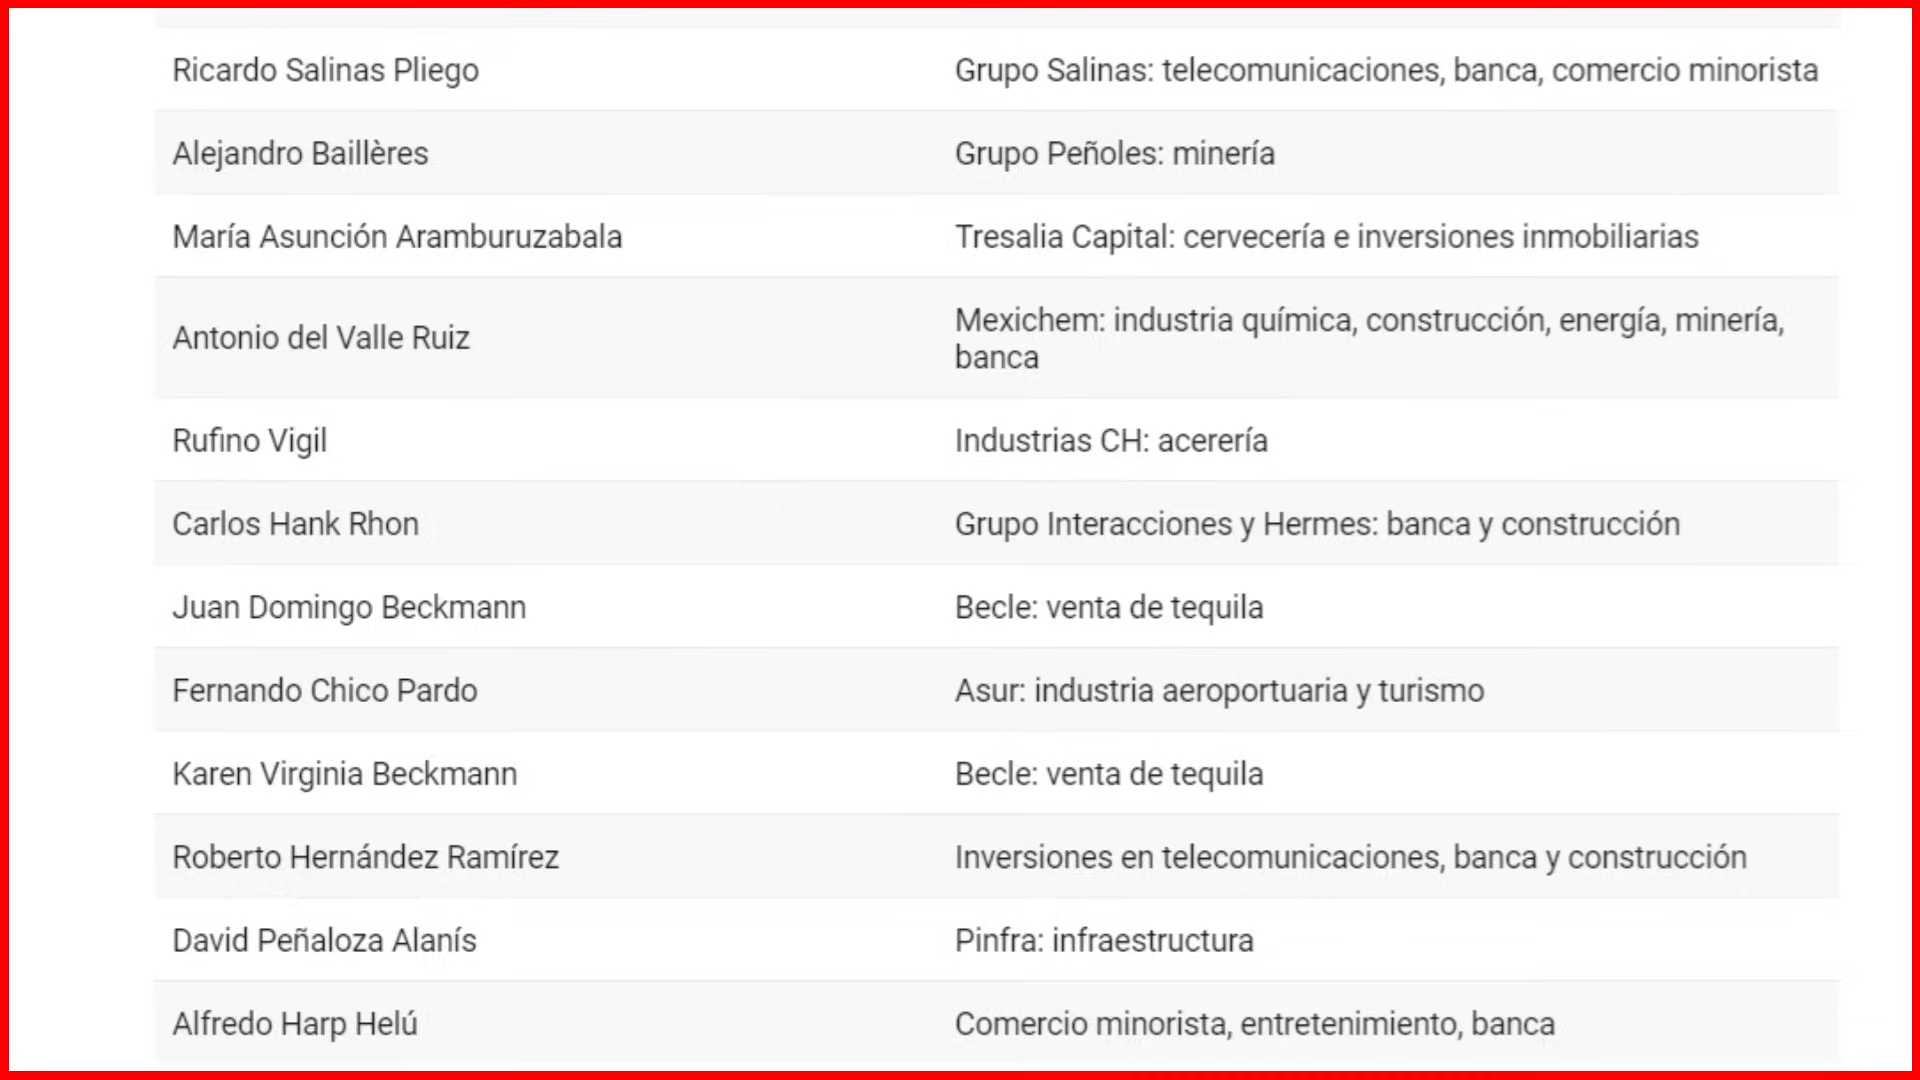 Ricardo Salinas Pliego
Grupo Salinas: telecomunicaciones, banca, comercio minorista
Alejandro Baillères
Grupo Peñoles: minería
María Asunción Aramburuzabala
Tresalia Capital: cervecería e inversiones inmobiliarias
Antonio del Valle Ruiz
Mexichem: industria química, construcción, energía, minería,
banca
Rufino Vigil
Industrias CH: acerería
Carlos Hank Rhon
Grupo Interacciones y Hermes: banca y construcción
Juan Domingo Beckmann
Becle: venta de tequila
Fernando Chico Pardo
Asur: industria aeroportuaria y turismo
Karen Virginia Beckmann
Becle: venta de tequila
Roberto Hernández Ramírez
Inversiones en telecomunicaciones, banca y construcción
David Peñaloza Alanís
Pinfra: infraestructura
Alfredo Harp Helú
Comercio minorista, entretenimiento, banca